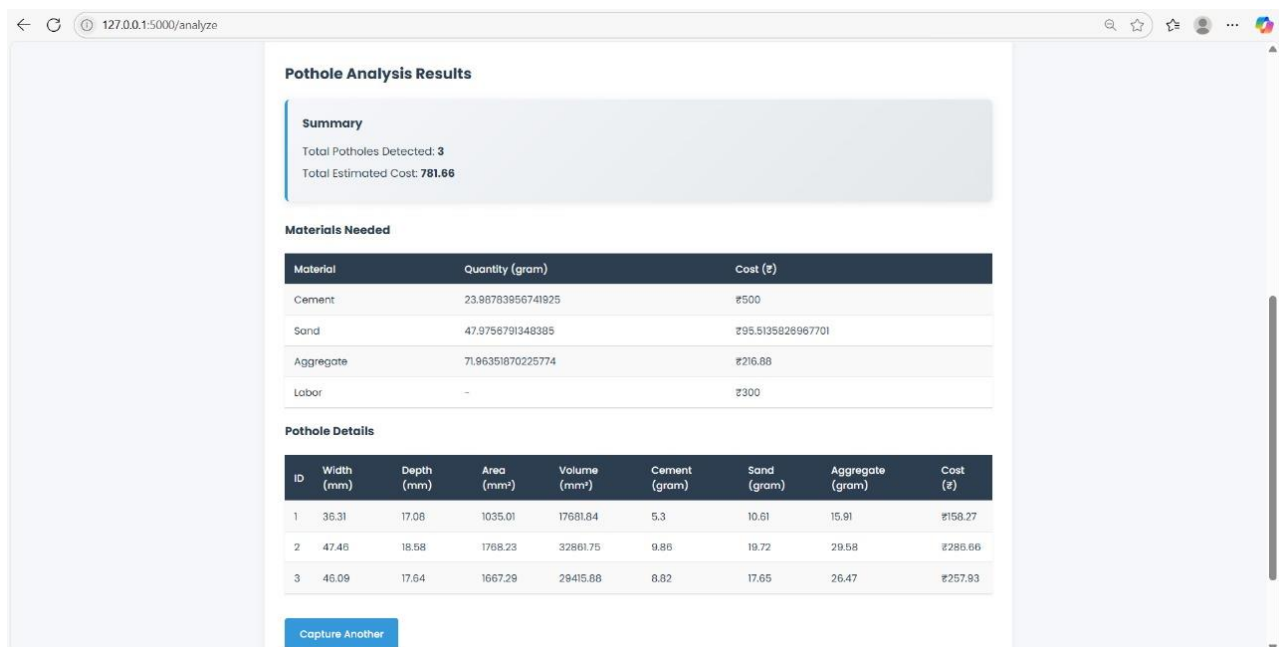 127.0.0.1:5000/analyze
Pothole Analysis Results
Summary
Total Potholes Detected: 3
Total Estimated Cost: 781.66
Materials Needed
Material Quantity (gram) Cost (₹)
Cement 23.98783956741925 ₹500
Sand 47.9756791348385 ₹95.5135826967701
Aggregate 71.96351870225774 ₹216.88
Labor - ₹300
Pothole Details
ID Width (mm) Depth (mm) Area (mm²) Volume (mm³) Cement (gram) Sand (gram) Aggregate (gram) Cost (₹)
1 36.31 17.08 1035.01 17681.84 5.3 10.61 15.91 ₹158.27
2 47.46 18.58 1768.23 32861.75 9.86 19.72 29.58 ₹286.66
3 46.09 17.64 1667.29 29415.88 8.82 17.65 26.47 ₹257.93
Capture Another